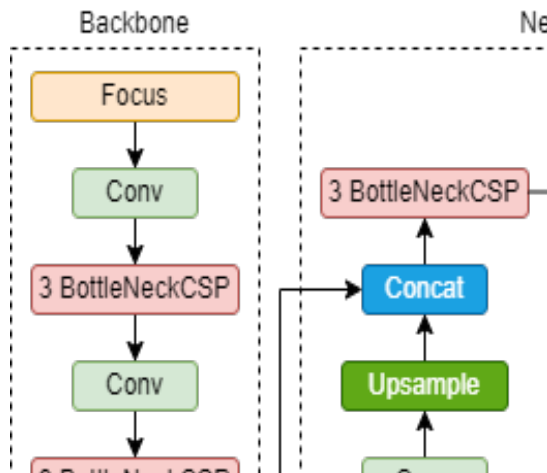 Backbone
Focus
Conv
3 BottleNeckCSP
Conv
3 BottleNeckCSP
Concat
Upsample